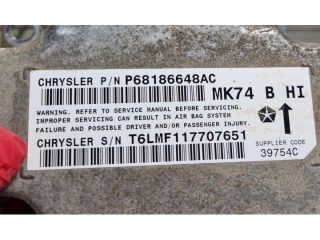 CHRYSLER P/N P68186648AC
MK74 B HI
WARNING. REFER TO SERVICE MANUAL BEFORE SERVICING.
IMPROPER SERVICING CAN RESULT IN AIR BAG SYSTEM
FAILURE AND POSSIBLE DRIVER AND/OR PASSENGER INJURY.
CHRYSLER S/N T6LMF117707651
SUPPLIER CODE
39754C